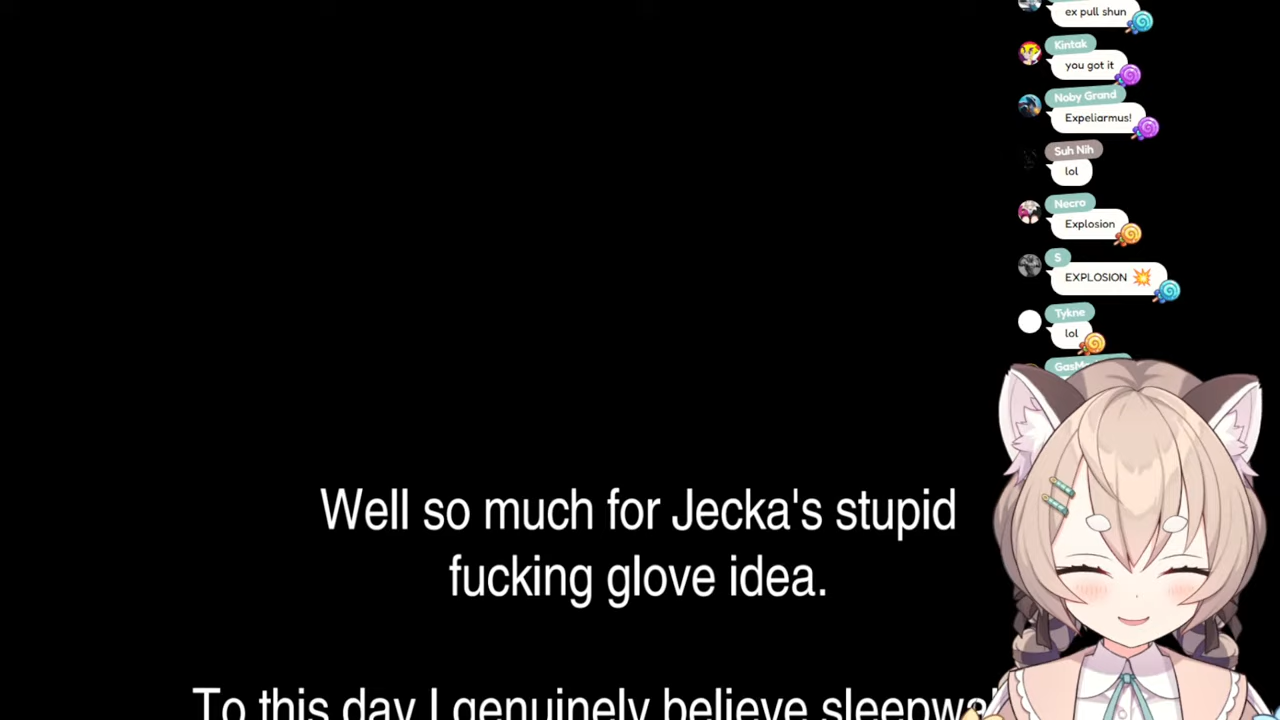 ex pull shun
Kintak
you got it
Noby Grand
Expeliarmus!
Suh Nih
lol
Necro
Explosion
S
EXPLOSION 💥
Tykne
lol
Well so much for Jecka's stupid
fucking glove idea.
To this day I genuinely believe